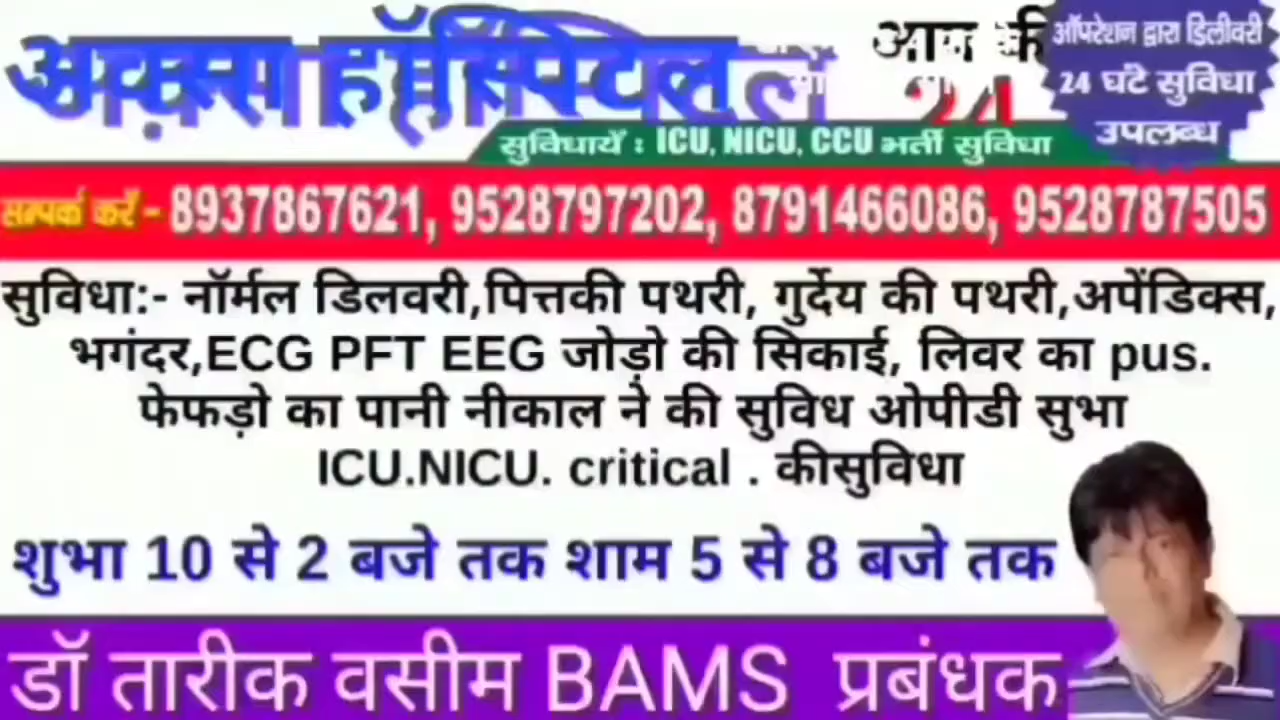 अक्सा हॉस्पिटल
ऑपरेशन द्वारा डिलीवरी
24 घंटे सुविधा
उपलब्ध
सुविधायें : ICU, NICU, CCU भर्ती सुविधा
सम्पर्क करें - 8937867621, 9528797202, 8791466086, 9528787505
सुविधा:- नॉर्मल डिलवरी,पित्तकी पथरी, गुर्देय की पथरी,अपेंडिक्स,
भगंदर,ECG PFT EEG जोड़ो की सिकाई, लिवर का pus.
फेफड़ो का पानी नीकाल ने की सुविध ओपीडी सुभा
ICU.NICU. critical . कीसुविधा
शुभा 10 से 2 बजे तक शाम 5 से 8 बजे तक
डॉ तारीक वसीम BAMS प्रबंधक